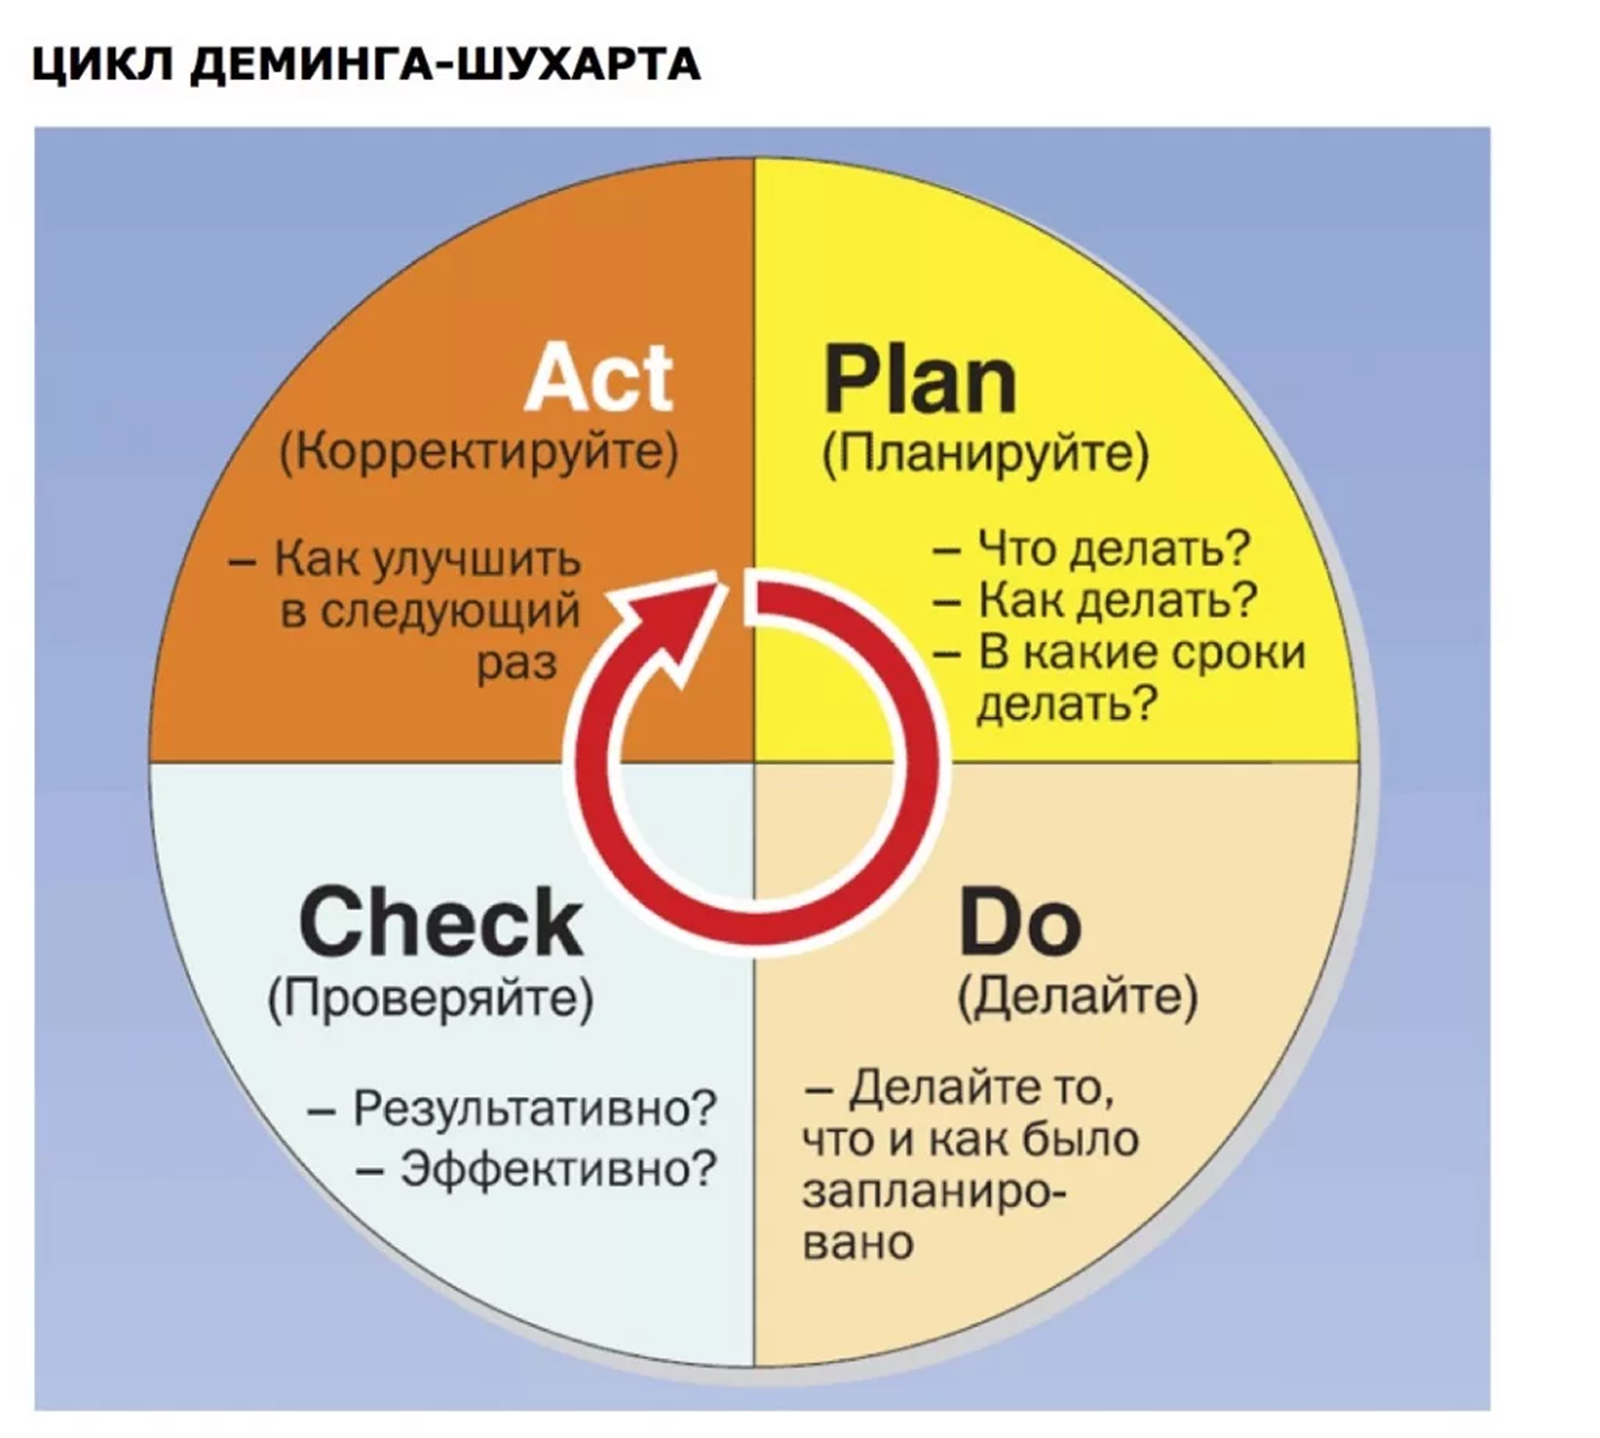 ЦИКЛ ДЕМИНГА-ШУХАРТА
Act
(Корректируйте)
– Как улучшить
в следующий
раз
Plan
(Планируйте)
– Что делать?
– Как делать?
– В какие сроки
делать?
Check
(Проверяйте)
– Результативно?
– Эффективно?
Do
(Делайте)
– Делайте то,
что и как было
запланиро-
вано